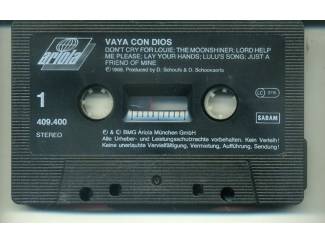 ariola
VAYA CON DIOS
DON'T CRY FOR LOUIE; THE MOONSHINER; LORD HELP
ME PLEASE; LAY YOUR HANDS; LULU'S SONG; JUST A
FRIEND OF MINE
℗ 1988. Produced by D. Schoufs & D. Schoovaerts
1
409.400
STEREO
LC
SABAM
℗ & © BMG Ariola München GmbH
Alle Urheber- und Leistungsschutzrechte vorbehalten. Kein Verleih!
Keine unerlaubte Vervielfältigung, Vermietung, Aufführung, Sendung!